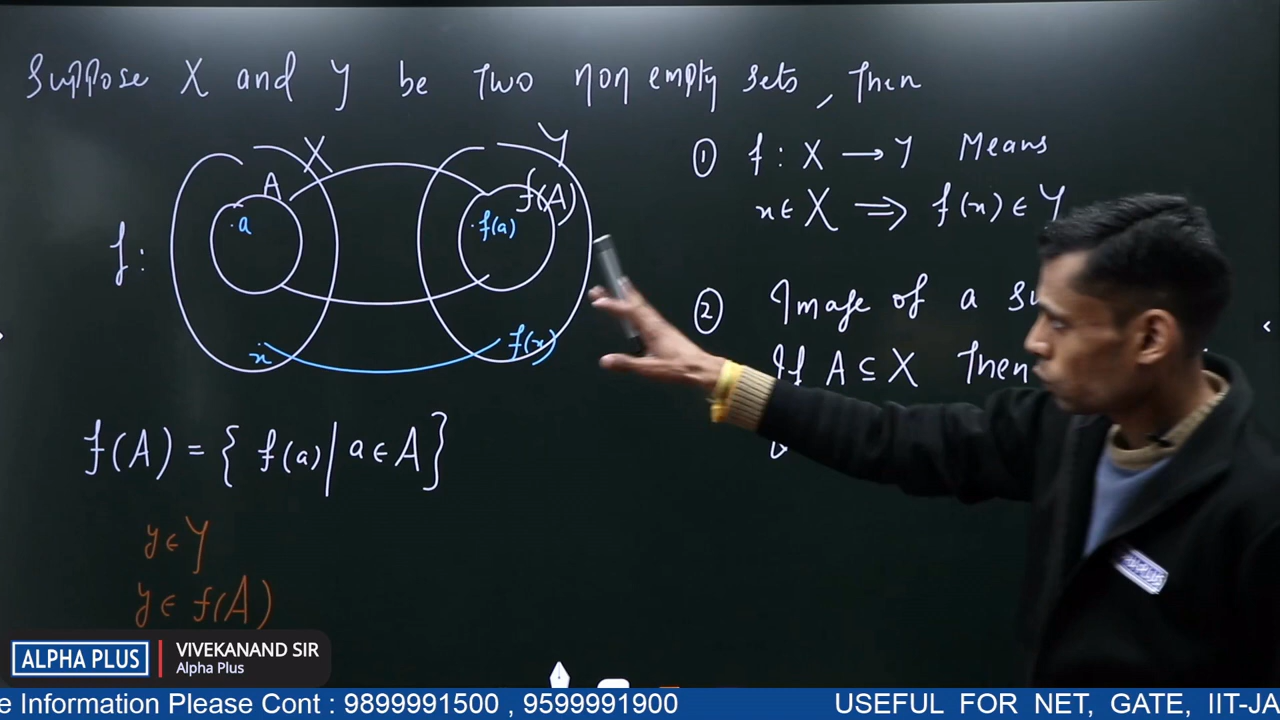 Suppose X and Y be two non empty sets, Then
① f : X → Y Means
x ∈ X ⇒ f(x) ∈ Y
② Image of a
If A ⊆ X Then
X
Y
A
f(A)
.a
.f(a)
f :
x
f(x)
f(A) = { f(a) | a ∈ A }
y ∈ Y
y ∈ f(A)
ALPHA PLUS
VIVEKANAND SIR
Alpha Plus
e Information Please Cont : 9899991500 , 9599991900 USEFUL FOR NET, GATE, IIT-JA